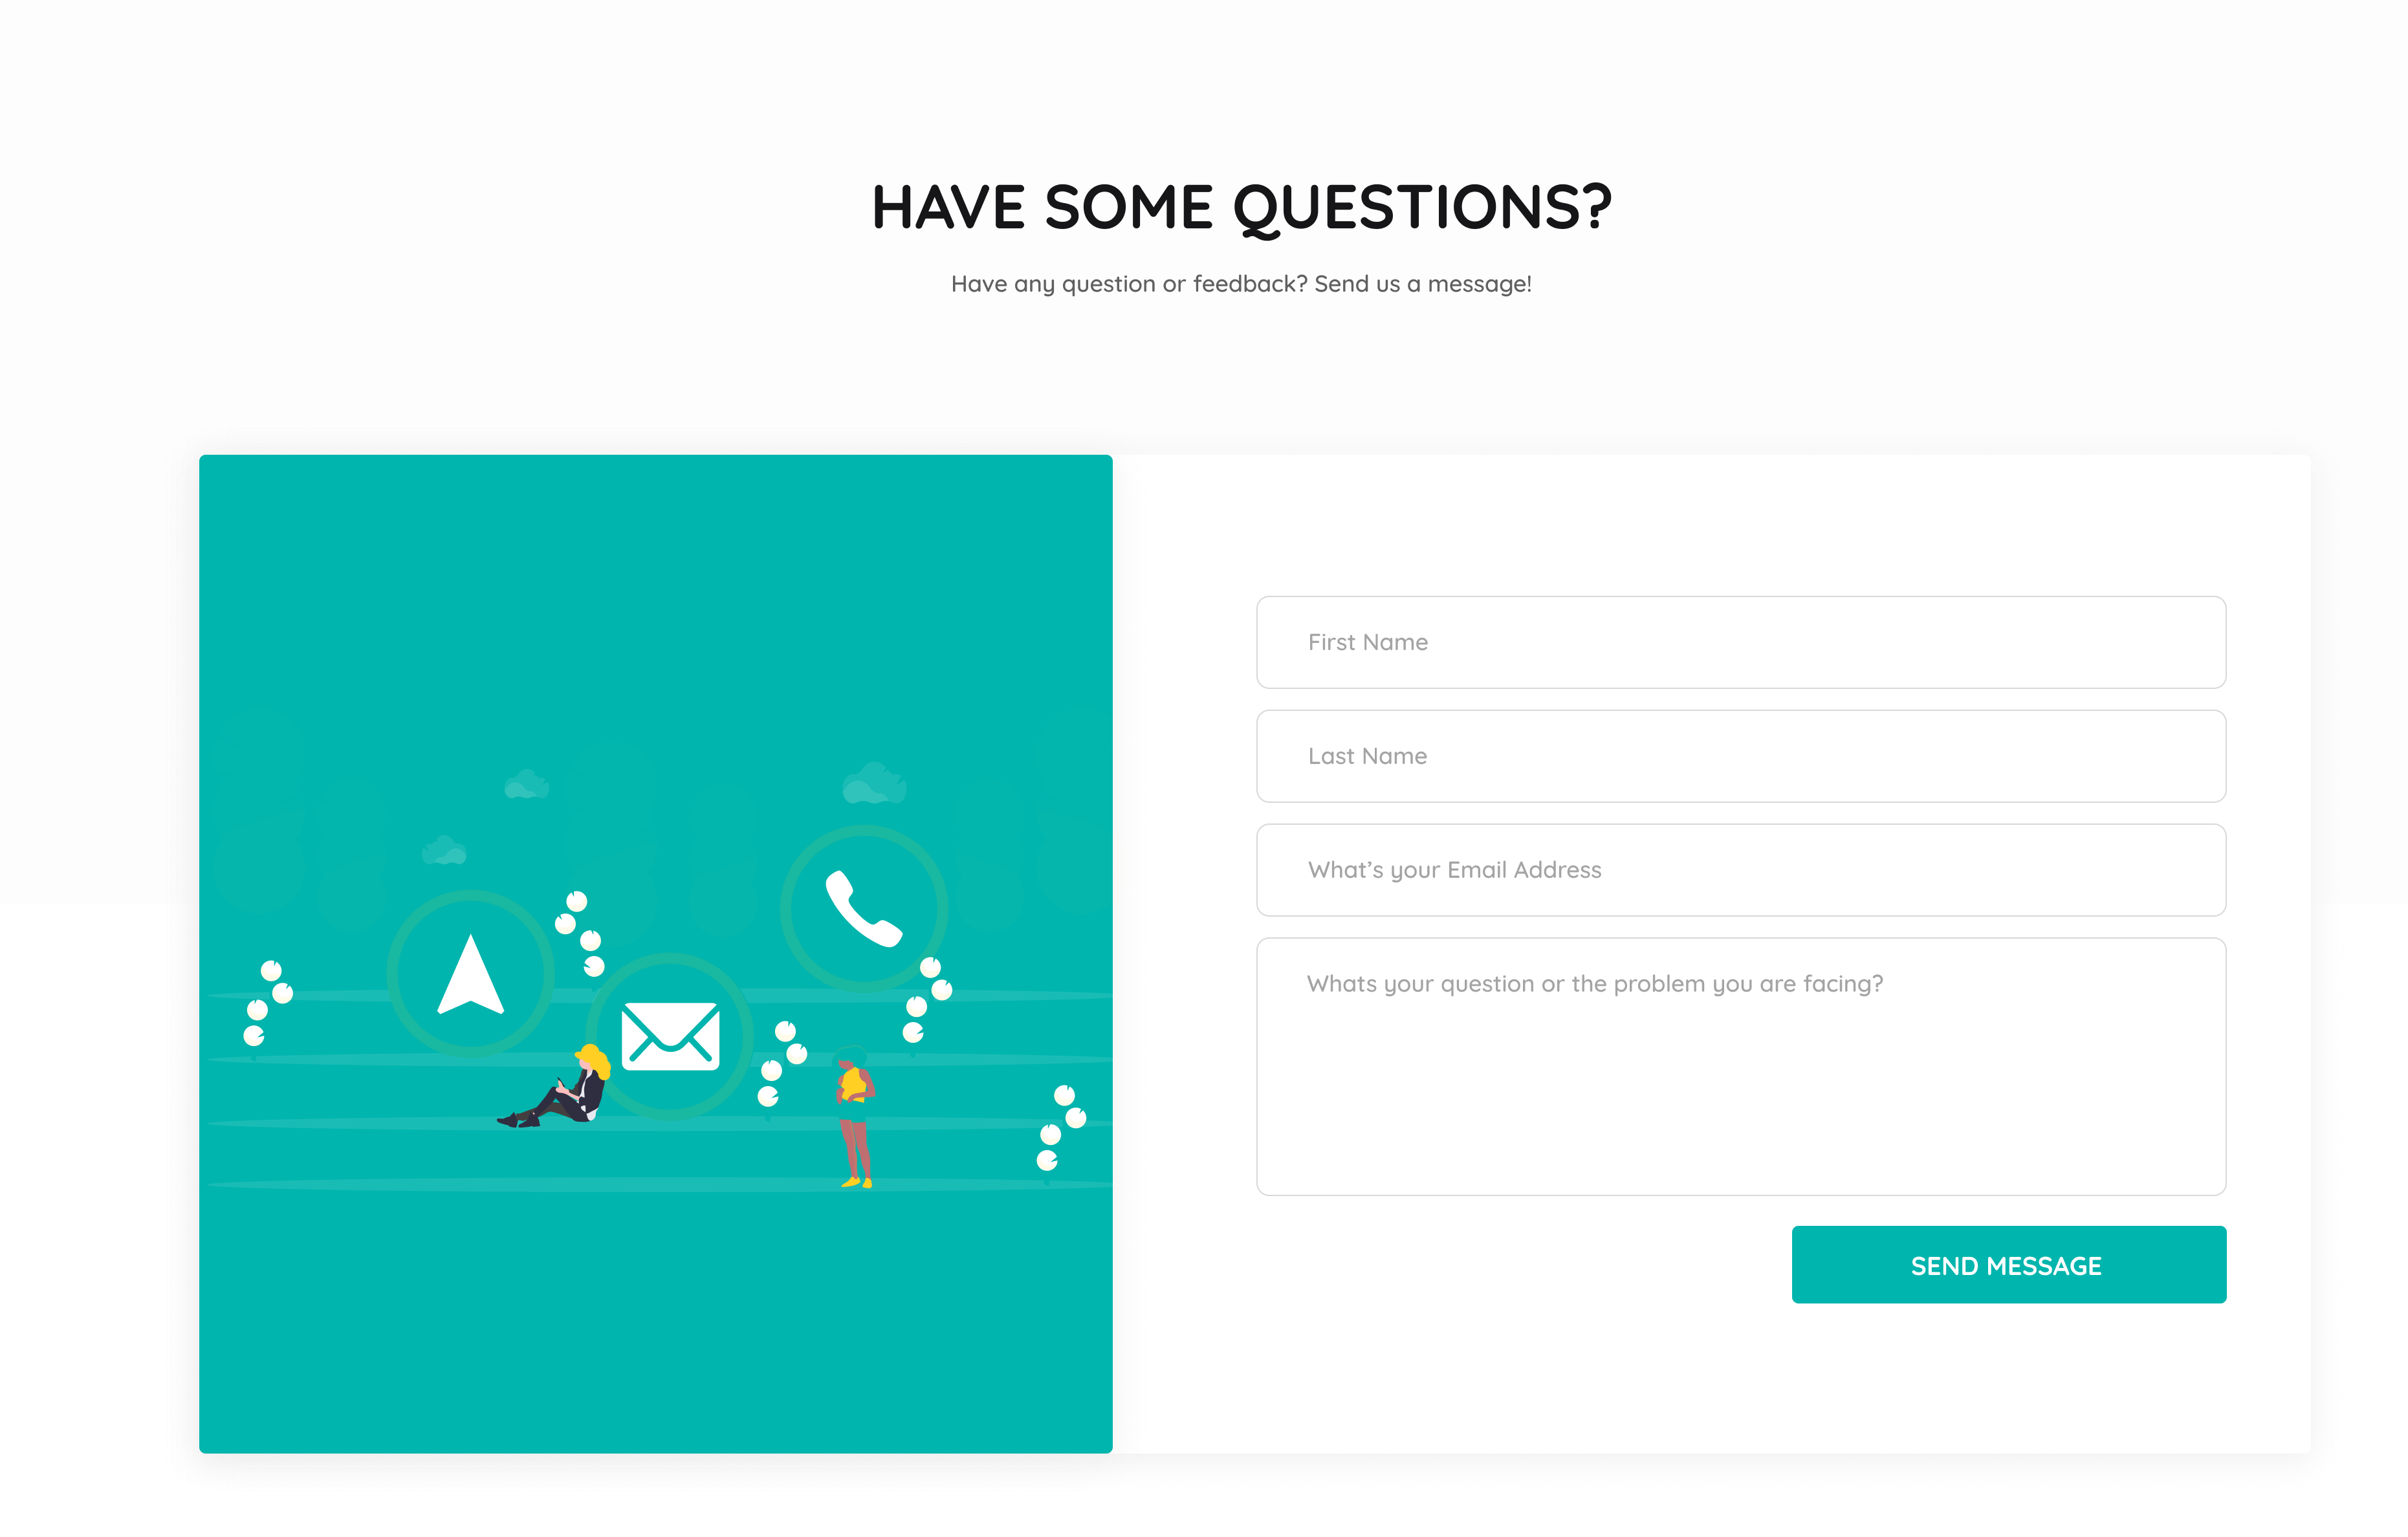 HAVE SOME QUESTIONS?
Have any question or feedback? Send us a message!
First Name
Last Name
What’s your Email Address
Whats your question or the problem you are facing?
SEND MESSAGE